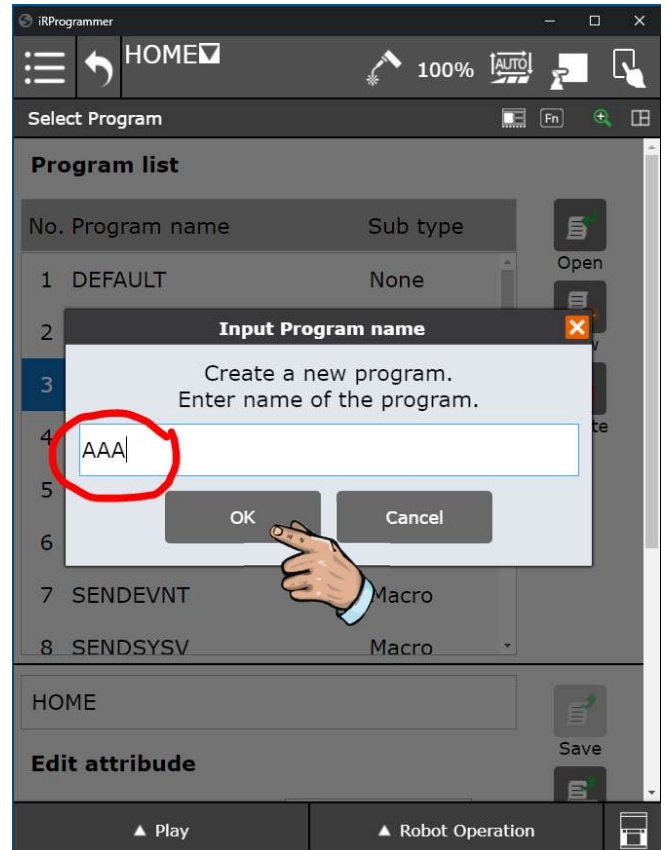 iRProgrammer
HOME
100%
AUTO
Select Program
Fn
Program list
No. Program name Sub type
Open
1 DEFAULT None
2
Input Program name
Create a new program.
Enter name of the program.
3
4
AAA
5
OK Cancel
6
7 SENDEVNT Macro
8 SENDSYSV Macro
HOME
Save
Edit attribude
▲ Play ▲ Robot Operation